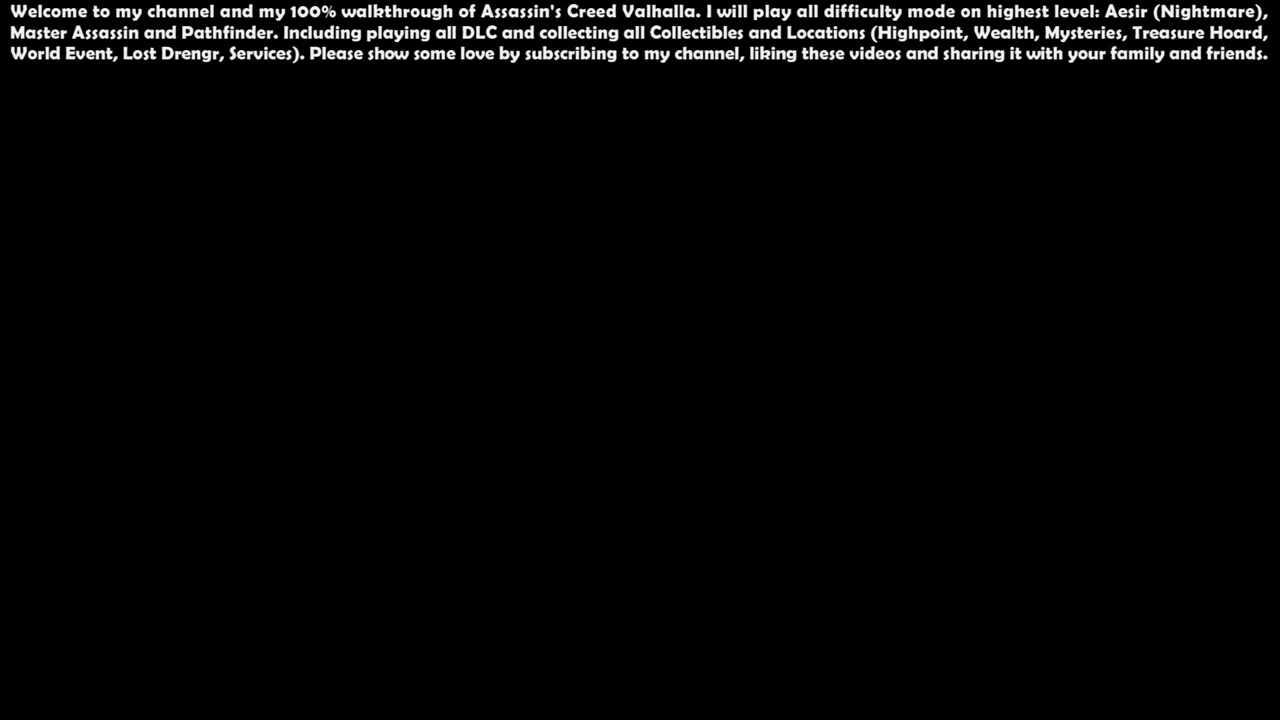 Welcome to my channel and my 100% walkthrough of Assassin's Creed Valhalla. I will play all difficulty mode on highest level: Aesir (Nightmare),
Master Assassin and Pathfinder. Including playing all DLC and collecting all Collectibles and Locations (Highpoint, Wealth, Mysteries, Treasure Hoard,
World Event, Lost Drengr, Services). Please show some love by subscribing to my channel, liking these videos and sharing it with your family and friends.